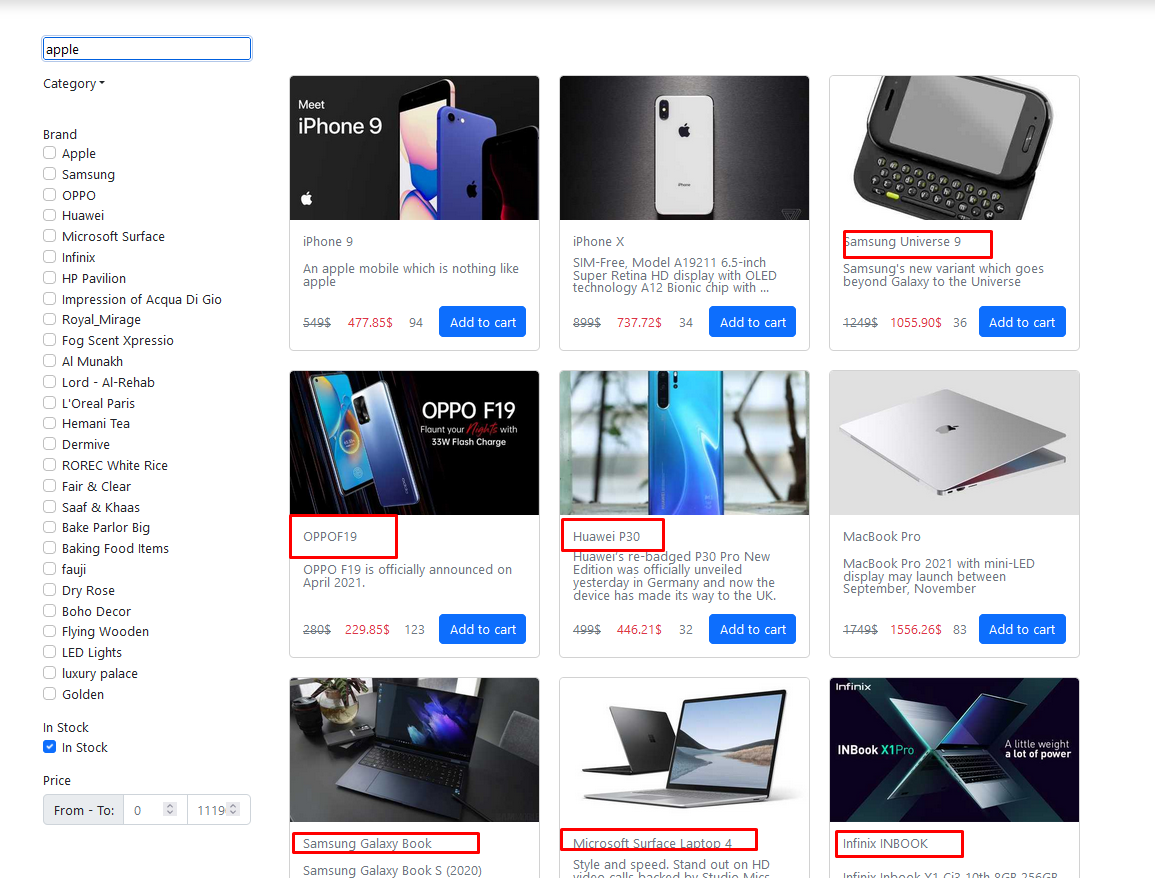 apple
Category
Brand
Apple
Samsung
OPPO
Huawei
Microsoft Surface
Infinix
HP Pavilion
Impression of Acqua Di Gio
Royal_Mirage
Fog Scent Xpressio
Al Munakh
Lord - Al-Rehab
L'Oreal Paris
Hemani Tea
Dermive
ROREC White Rice
Fair & Clear
Saaf & Khaas
Bake Parlor Big
Baking Food Items
fauji
Dry Rose
Boho Decor
Flying Wooden
LED Lights
luxury palace
Golden
In Stock
In Stock
Price
From - To: 0 1119
Meet
iPhone 9
iPhone 9
An apple mobile which is nothing like
apple
549$ 477.85$ 94 Add to cart
iPhone
iPhone X
SIM-Free, Model A19211 6.5-inch
Super Retina HD display with OLED
technology A12 Bionic chip with ...
899$ 737.72$ 34 Add to cart
Samsung Universe 9
Samsung's new variant which goes
beyond Galaxy to the Universe
1249$ 1055.90$ 36 Add to cart
OPPO F19
Flaunt your Nights with
33W Flash Charge
OPPOF19
OPPO F19 is officially announced on
April 2021.
280$ 229.85$ 123 Add to cart
Huawei P30
Huawei's re-badged P30 Pro New
Edition was officially unveiled
yesterday in Germany and now the
device has made its way to the UK.
499$ 446.21$ 32 Add to cart
MacBook Pro
MacBook Pro 2021 with mini-LED
display may launch between
September, November
1749$ 1556.26$ 83 Add to cart
Samsung Galaxy Book
Samsung Galaxy Book S (2020)
Microsoft Surface Laptop 4
Style and speed. Stand out on HD
video calls backed by Studio Mics
Infinix
INBook X1Pro
A little weight
a lot of power
Infinix INBOOK
Infinix Inbook X1 Ci3 10th 8GB 256GB